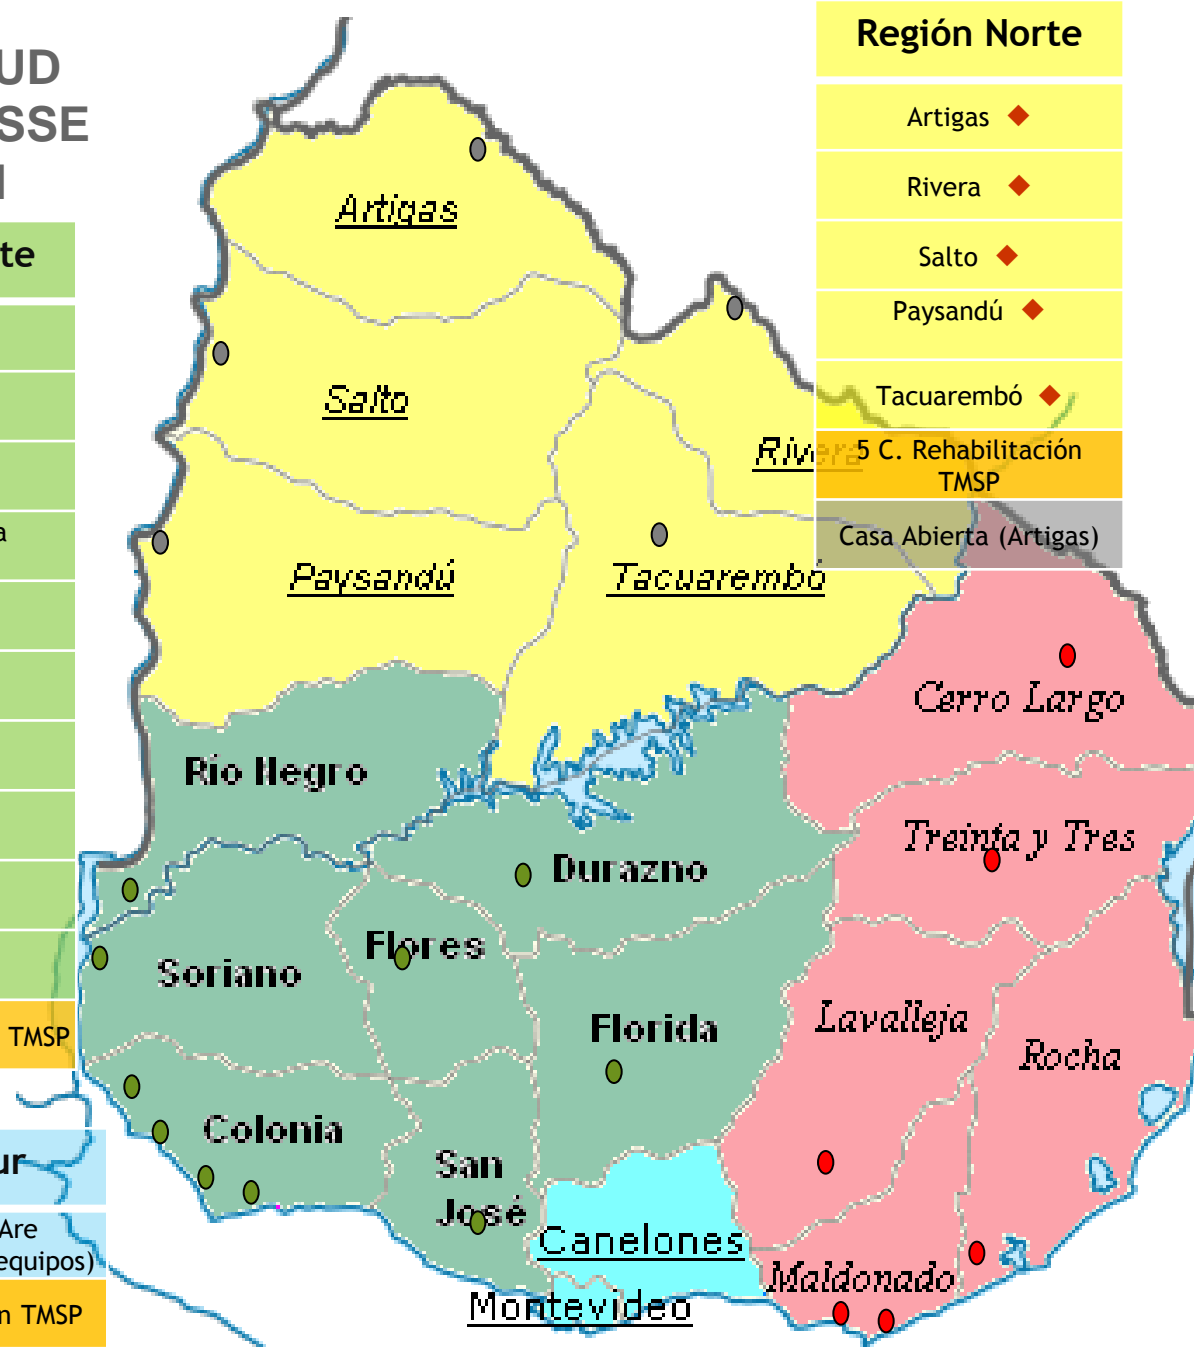 UD
SSE
Región Norte
Artigas
Rivera
Salto
Paysandú
Tacuarembó
5 C. Rehabilitación
TMSP
Casa Abierta (Artigas)
te
a
TMSP
ur
Are
equipos)
n TMSP
Artigas
Salto
Rivera
Paysandú
Tacuarembó
Cerro Largo
Río Negro
Treinta y Tres
Durazno
Flores
Soriano
Lavalleja
Florida
Rocha
Colonia
San
José
Canelones
Maldonado
Montevideo